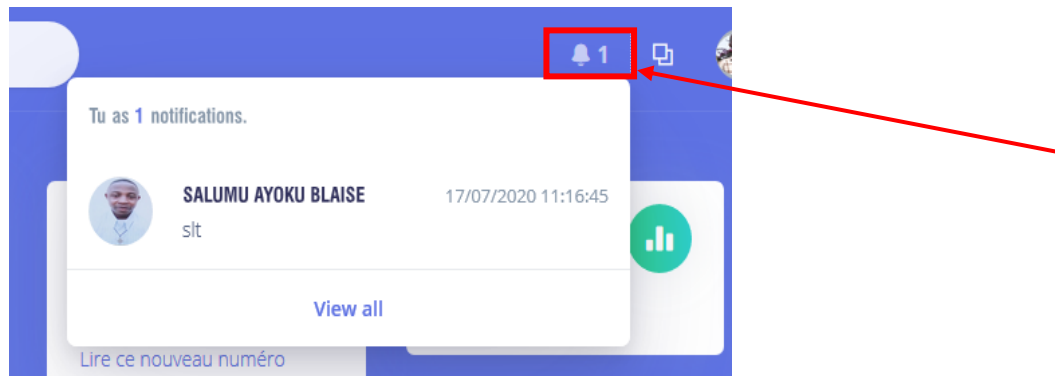 1
Tu as 1 notifications.
SALUMU AYOKU BLAISE 17/07/2020 11:16:45
slt
View all
Lire ce nouveau numéro